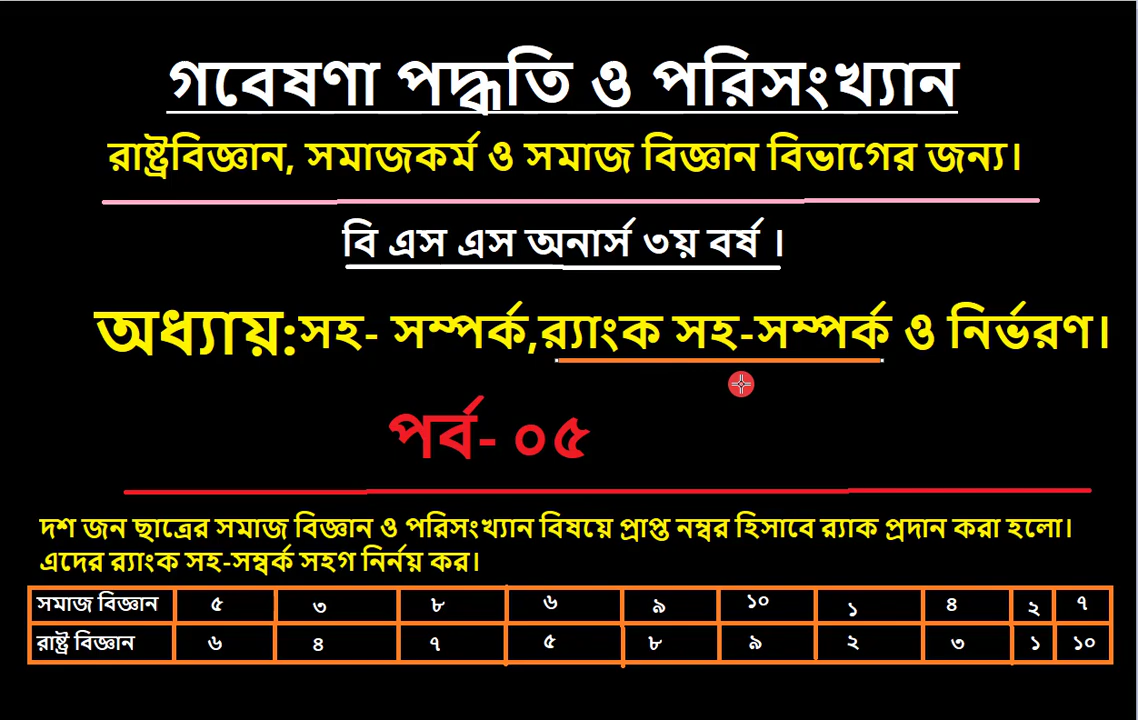 গবেষণা পদ্ধতি ও পরিসংখ্যান
রাষ্ট্রবিজ্ঞান, সমাজকর্ম ও সমাজ বিজ্ঞান বিভাগের জন্য।
বি এস এস অনার্স ৩য় বর্ষ ।
অধ্যায়:সহ- সম্পর্ক,র‍্যাংক সহ-সম্পর্ক ও নির্ভরণ।
পর্ব- ০৫
দশ জন ছাত্রের সমাজ বিজ্ঞান ও পরিসংখ্যান বিষয়ে প্রাপ্ত নম্বর হিসাবে র‍্যাক প্রদান করা হলো।
এদের র‍্যাংক সহ-সম্বর্ক সহগ নির্নয় কর।
সমাজ বিজ্ঞান ৫ ৩ ৮ ৬ ৯ ১০ ১ ৪ ২ ৭
রাষ্ট্র বিজ্ঞান ৬ ৪ ৭ ৫ ৮ ৯ ২ ৩ ১ ১০